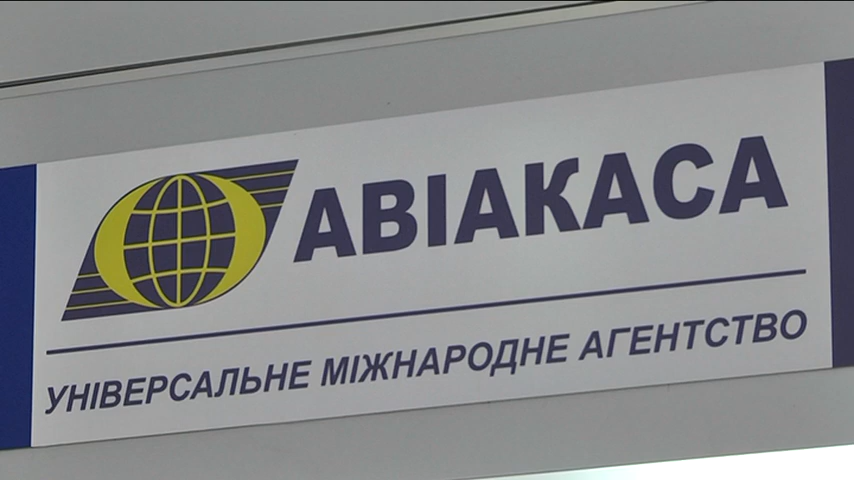 АВІАКАСА
УНІВЕРСАЛЬНЕ МІЖНАРОДНЕ АГЕНТСТВО